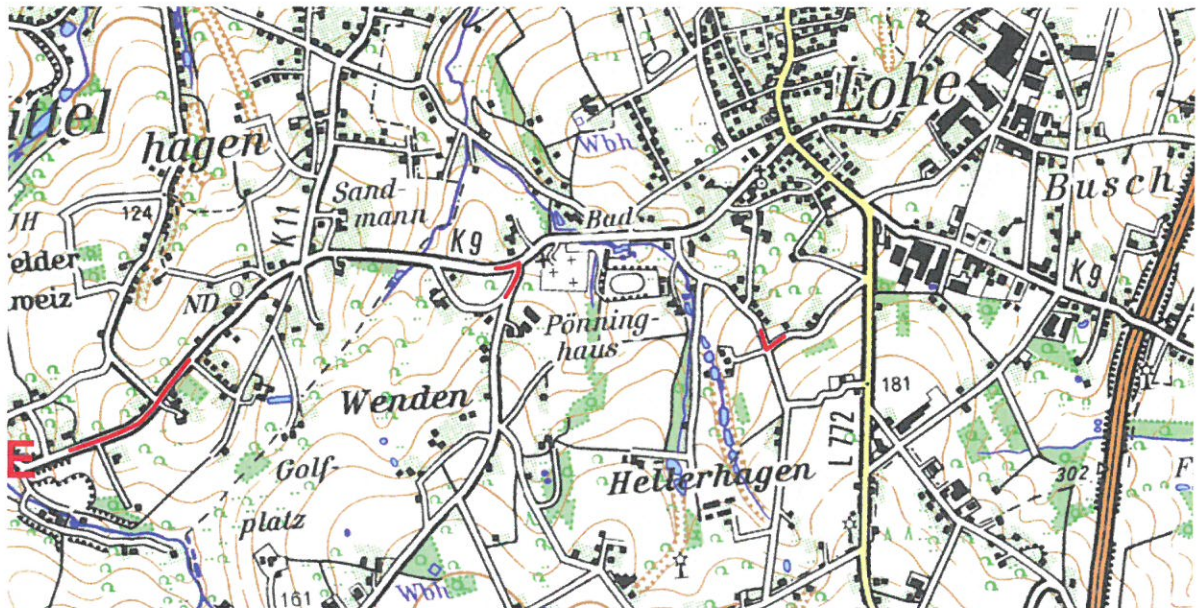 Lohe
ittel
hagen
Wbh
Busch
Sand-
mann
124
JH
K11
K9
Bad
elder
weiz
ND
K9
Pönning-
haus
Wenden
181
L 772
E
Golf-
Hellerhagen
302
F
platz
161
Wbh